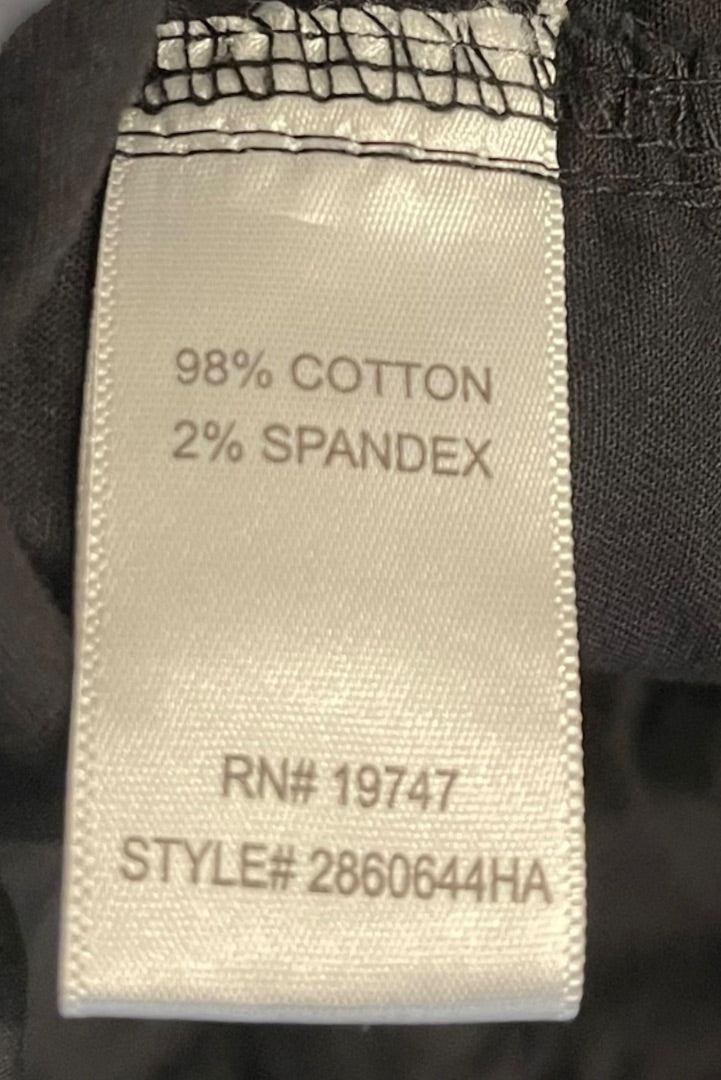 98% COTTON
2% SPANDEX
RN# 19747
STYLE# 2860644HA